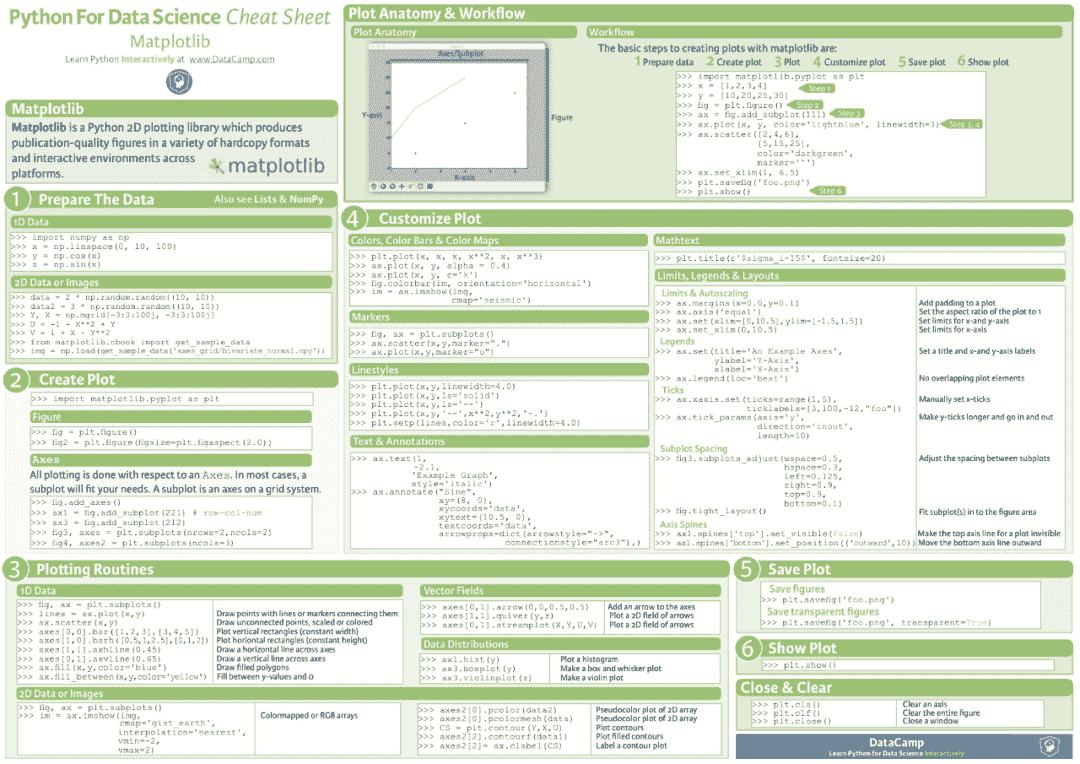 Python For Data Science Cheat Sheet
Matplotlib
Learn Python Interactively at www.DataCamp.com
Matplotlib
Matplotlib is a Python 2D plotting library which produces
publication-quality figures in a variety of hardcopy formats
and interactive environments across
platforms.
matplotlib
1 Prepare The Data Also see Lists & NumPy
1D Data
>>> import numpy as np
>>> x = np.linspace(0, 10, 100)
>>> y = np.cos(x)
>>> z = np.sin(x)
2D Data or Images
>>> data = 2 * np.random.random((10, 10))
>>> data2 = 3 * np.random.random((10, 10))
>>> Y, X = np.mgrid[-3:3:100j, -3:3:100j]
>>> U = -1 - X**2 + Y
>>> V = 1 + X - Y**2
>>> from matplotlib.cbook import get_sample_data
>>> img = np.load(get_sample_data('axes_grid/bivariate_normal.npy'))
2 Create Plot
>>> import matplotlib.pyplot as plt
Figure
>>> fig = plt.figure()
>>> fig2 = plt.figure(figsize=plt.figaspect(2.0))
Axes
All plotting is done with respect to an Axes. In most cases, a
subplot will fit your needs. A subplot is an axes on a grid system.
>>> fig.add_axes()
>>> ax1 = fig.add_subplot(221) # row-col-num
>>> ax3 = fig.add_subplot(212)
>>> fig3, axes = plt.subplots(nrows=2,ncols=2)
>>> fig4, axes2 = plt.subplots(ncols=3)
Plot Anatomy & Workflow
Plot Anatomy
Axes/Subplot
Y-axis
Figure
X-axis
Workflow
The basic steps to creating plots with matplotlib are:
1 Prepare data 2 Create plot 3 Plot 4 Customize plot 5 Save plot 6 Show plot
>>> import matplotlib.pyplot as plt
>>> x = [1,2,3,4] Step 1
>>> y = [10,20,25,30]
>>> fig = plt.figure() Step 2
>>> ax = fig.add_subplot(111) Step 3
>>> ax.plot(x, y, color='lightblue', linewidth=3) Step 3, 4
>>> ax.scatter([2,4,6],
[5,15,25],
color='darkgreen',
marker='^')
>>> ax.set_xlim(1, 6.5)
>>> plt.savefig('foo.png')
>>> plt.show() Step 6
4 Customize Plot
Colors, Color Bars & Color Maps
>>> plt.plot(x, x, x, x**2, x, x**3)
>>> ax.plot(x, y, alpha = 0.4)
>>> ax.plot(x, y, c='k')
>>> fig.colorbar(im, orientation='horizontal')
>>> im = ax.imshow(img,
cmap='seismic')
Markers
>>> fig, ax = plt.subplots()
>>> ax.scatter(x,y,marker=".")
>>> ax.plot(x,y,marker="o")
Linestyles
>>> plt.plot(x,y,linewidth=4.0)
>>> plt.plot(x,y,ls='solid')
>>> plt.plot(x,y,ls='--')
>>> plt.plot(x,y,'--',x**2,y**2,'-.')
>>> plt.setp(lines,color='r',linewidth=4.0)
Text & Annotations
>>> ax.text(1,
-2.1,
'Example Graph',
style='italic')
>>> ax.annotate("Sine",
xy=(8, 0),
xycoords='data',
xytext=(10.5, 0),
textcoords='data',
arrowprops=dict(arrowstyle="->",
connectionstyle="arc3"),)
Mathtext
>>> plt.title(r'$sigma_i=15$', fontsize=20)
Limits, Legends & Layouts
Limits & Autoscaling
>>> ax.margins(x=0.0,y=0.1) Add padding to a plot
>>> ax.axis('equal') Set the aspect ratio of the plot to 1
>>> ax.set(xlim=[0,10.5],ylim=[-1.5,1.5]) Set limits for x-and y-axis
>>> ax.set_xlim(0,10.5) Set limits for x-axis
Legends
>>> ax.set(title='An Example Axes', Set a title and x-and y-axis labels
ylabel='Y-Axis',
xlabel='X-Axis')
>>> ax.legend(loc='best') No overlapping plot elements
Ticks
>>> ax.xaxis.set(ticks=range(1,5), Manually set x-ticks
ticklabels=[3,100,-12,"foo"])
>>> ax.tick_params(axis='y', Make y-ticks longer and go in and out
direction='inout',
length=10)
Subplot Spacing
>>> fig3.subplots_adjust(wspace=0.5, Adjust the spacing between subplots
hspace=0.3,
left=0.125,
right=0.9,
top=0.9,
bottom=0.1)
>>> fig.tight_layout() Fit subplot(s) in to the figure area
Axis Spines
>>> ax1.spines['top'].set_visible(False) Make the top axis line for a plot invisible
>>> ax1.spines['bottom'].set_position(('outward',10)) Move the bottom axis line outward
3 Plotting Routines
1D Data
>>> fig, ax = plt.subplots()
>>> lines = ax.plot(x,y) Draw points with lines or markers connecting them
>>> ax.scatter(x,y) Draw unconnected points, scaled or colored
>>> axes[0,0].bar([1,2,3],[3,4,5]) Plot vertical rectangles (constant width)
>>> axes[1,0].barh([0.5,1,2.5],[0,1,2]) Plot horiontal rectangles (constant height)
>>> axes[1,1].axhline(0.45) Draw a horizontal line across axes
>>> axes[0,1].axvline(0.65) Draw a vertical line across axes
>>> ax.fill(x,y,color='blue') Draw filled polygons
>>> ax.fill_between(x,y,color='yellow') Fill between y-values and 0
2D Data or Images
>>> fig, ax = plt.subplots()
>>> im = ax.imshow(img, Colormapped or RGB arrays
cmap='gist_earth',
interpolation='nearest',
vmin=-2,
vmax=2)
Vector Fields
>>> axes[0,1].arrow(0,0,0.5,0.5) Add an arrow to the axes
>>> axes[1,1].quiver(y,z) Plot a 2D field of arrows
>>> axes[0,1].streamplot(X,Y,U,V) Plot a 2D field of arrows
Data Distributions
>>> ax1.hist(y) Plot a histogram
>>> ax3.boxplot(y) Make a box and whisker plot
>>> ax3.violinplot(z) Make a violin plot
>>> axes2[0].pcolor(data2) Pseudocolor plot of 2D array
>>> axes2[0].pcolormesh(data) Pseudocolor plot of 2D array
>>> CS = plt.contour(Y,X,U) Plot contours
>>> axes2[2].contourf(data1) Plot filled contours
>>> axes2[2]= ax.clabel(CS) Label a contour plot
5 Save Plot
Save figures
>>> plt.savefig('foo.png')
Save transparent figures
>>> plt.savefig('foo.png', transparent=True)
6 Show Plot
>>> plt.show()
Close & Clear
>>> plt.cla() Clear an axis
>>> plt.clf() Clear the entire figure
>>> plt.close() Close a window
DataCamp
Learn Python for Data Science Interactively